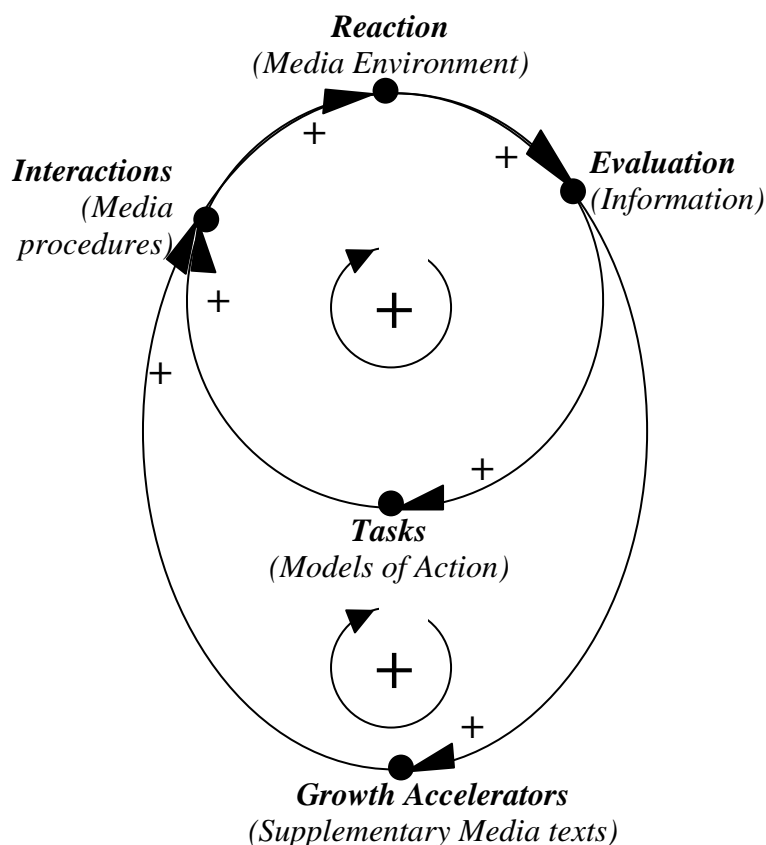 Reaction
(Media Environment)
+
+
Evaluation
(Information)
Interactions
(Media
procedures)
+
+
+
+
Tasks
(Models of Action)
+
+
Growth Accelerators
(Supplementary Media texts)